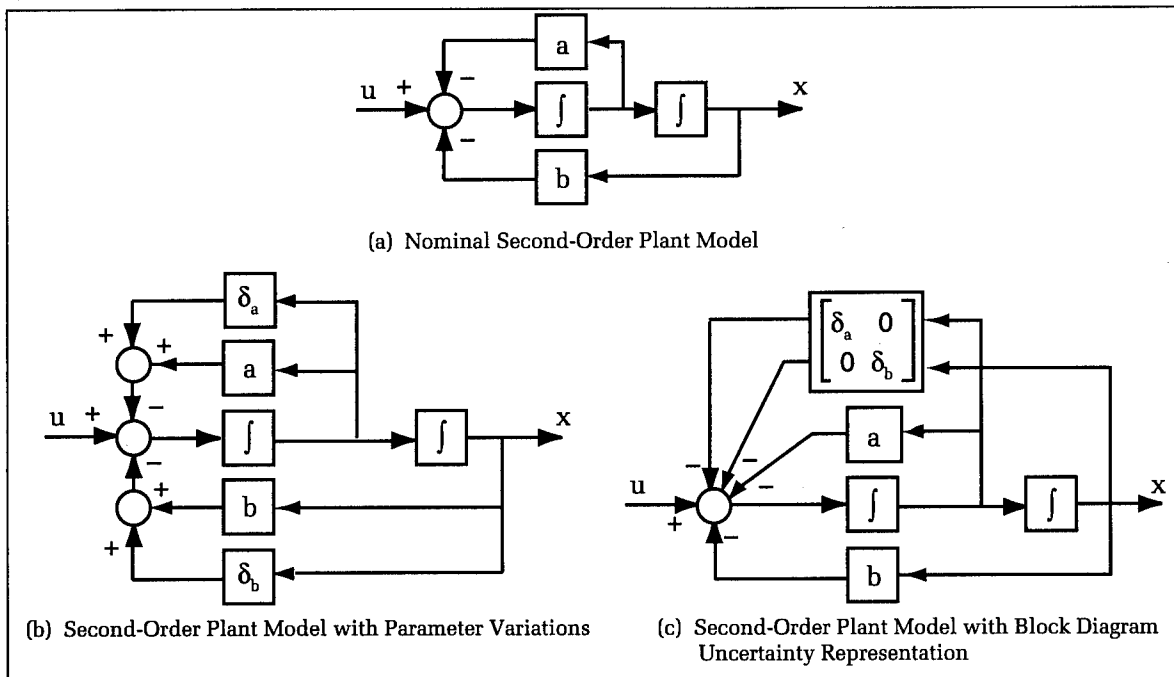 a
−
u + ∫ ∫ x
−
b
(a) Nominal Second-Order Plant Model
δa
+ +
a
−
u + ∫ ∫ x
−
+ b
+
δb
(b) Second-Order Plant Model with Parameter Variations
δa 0
0 δb
a
− − −
u + ∫ ∫ x
−
b
(c) Second-Order Plant Model with Block Diagram
Uncertainty Representation